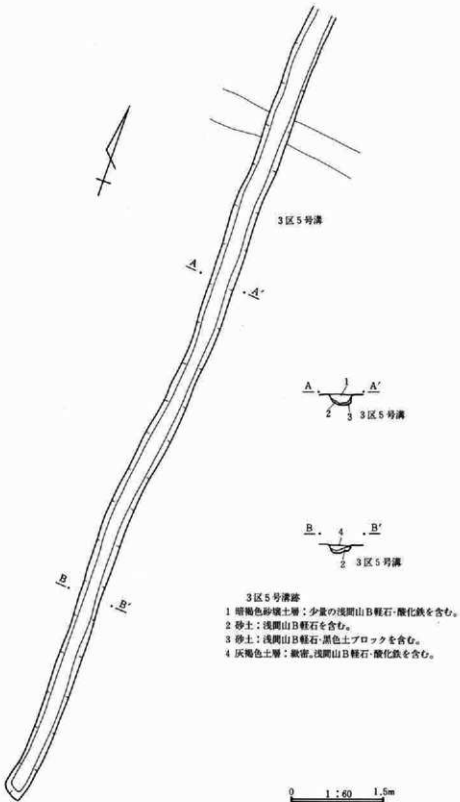 3区5号溝
A
A'
A
1
A'
2
3
3区5号溝
B
4
B'
2
3区5号溝
B
B'
3区5号溝跡
1 暗褐色砂壌土層：少量の浅間山B軽石・酸化鉄を含む。
2 砂土：浅間山B軽石を含む。
3 砂土：浅間山B軽石・黒色土ブロックを含む。
4 灰褐色土層：緻密。浅間山B軽石・酸化鉄を含む。
0 1:60 1.5m